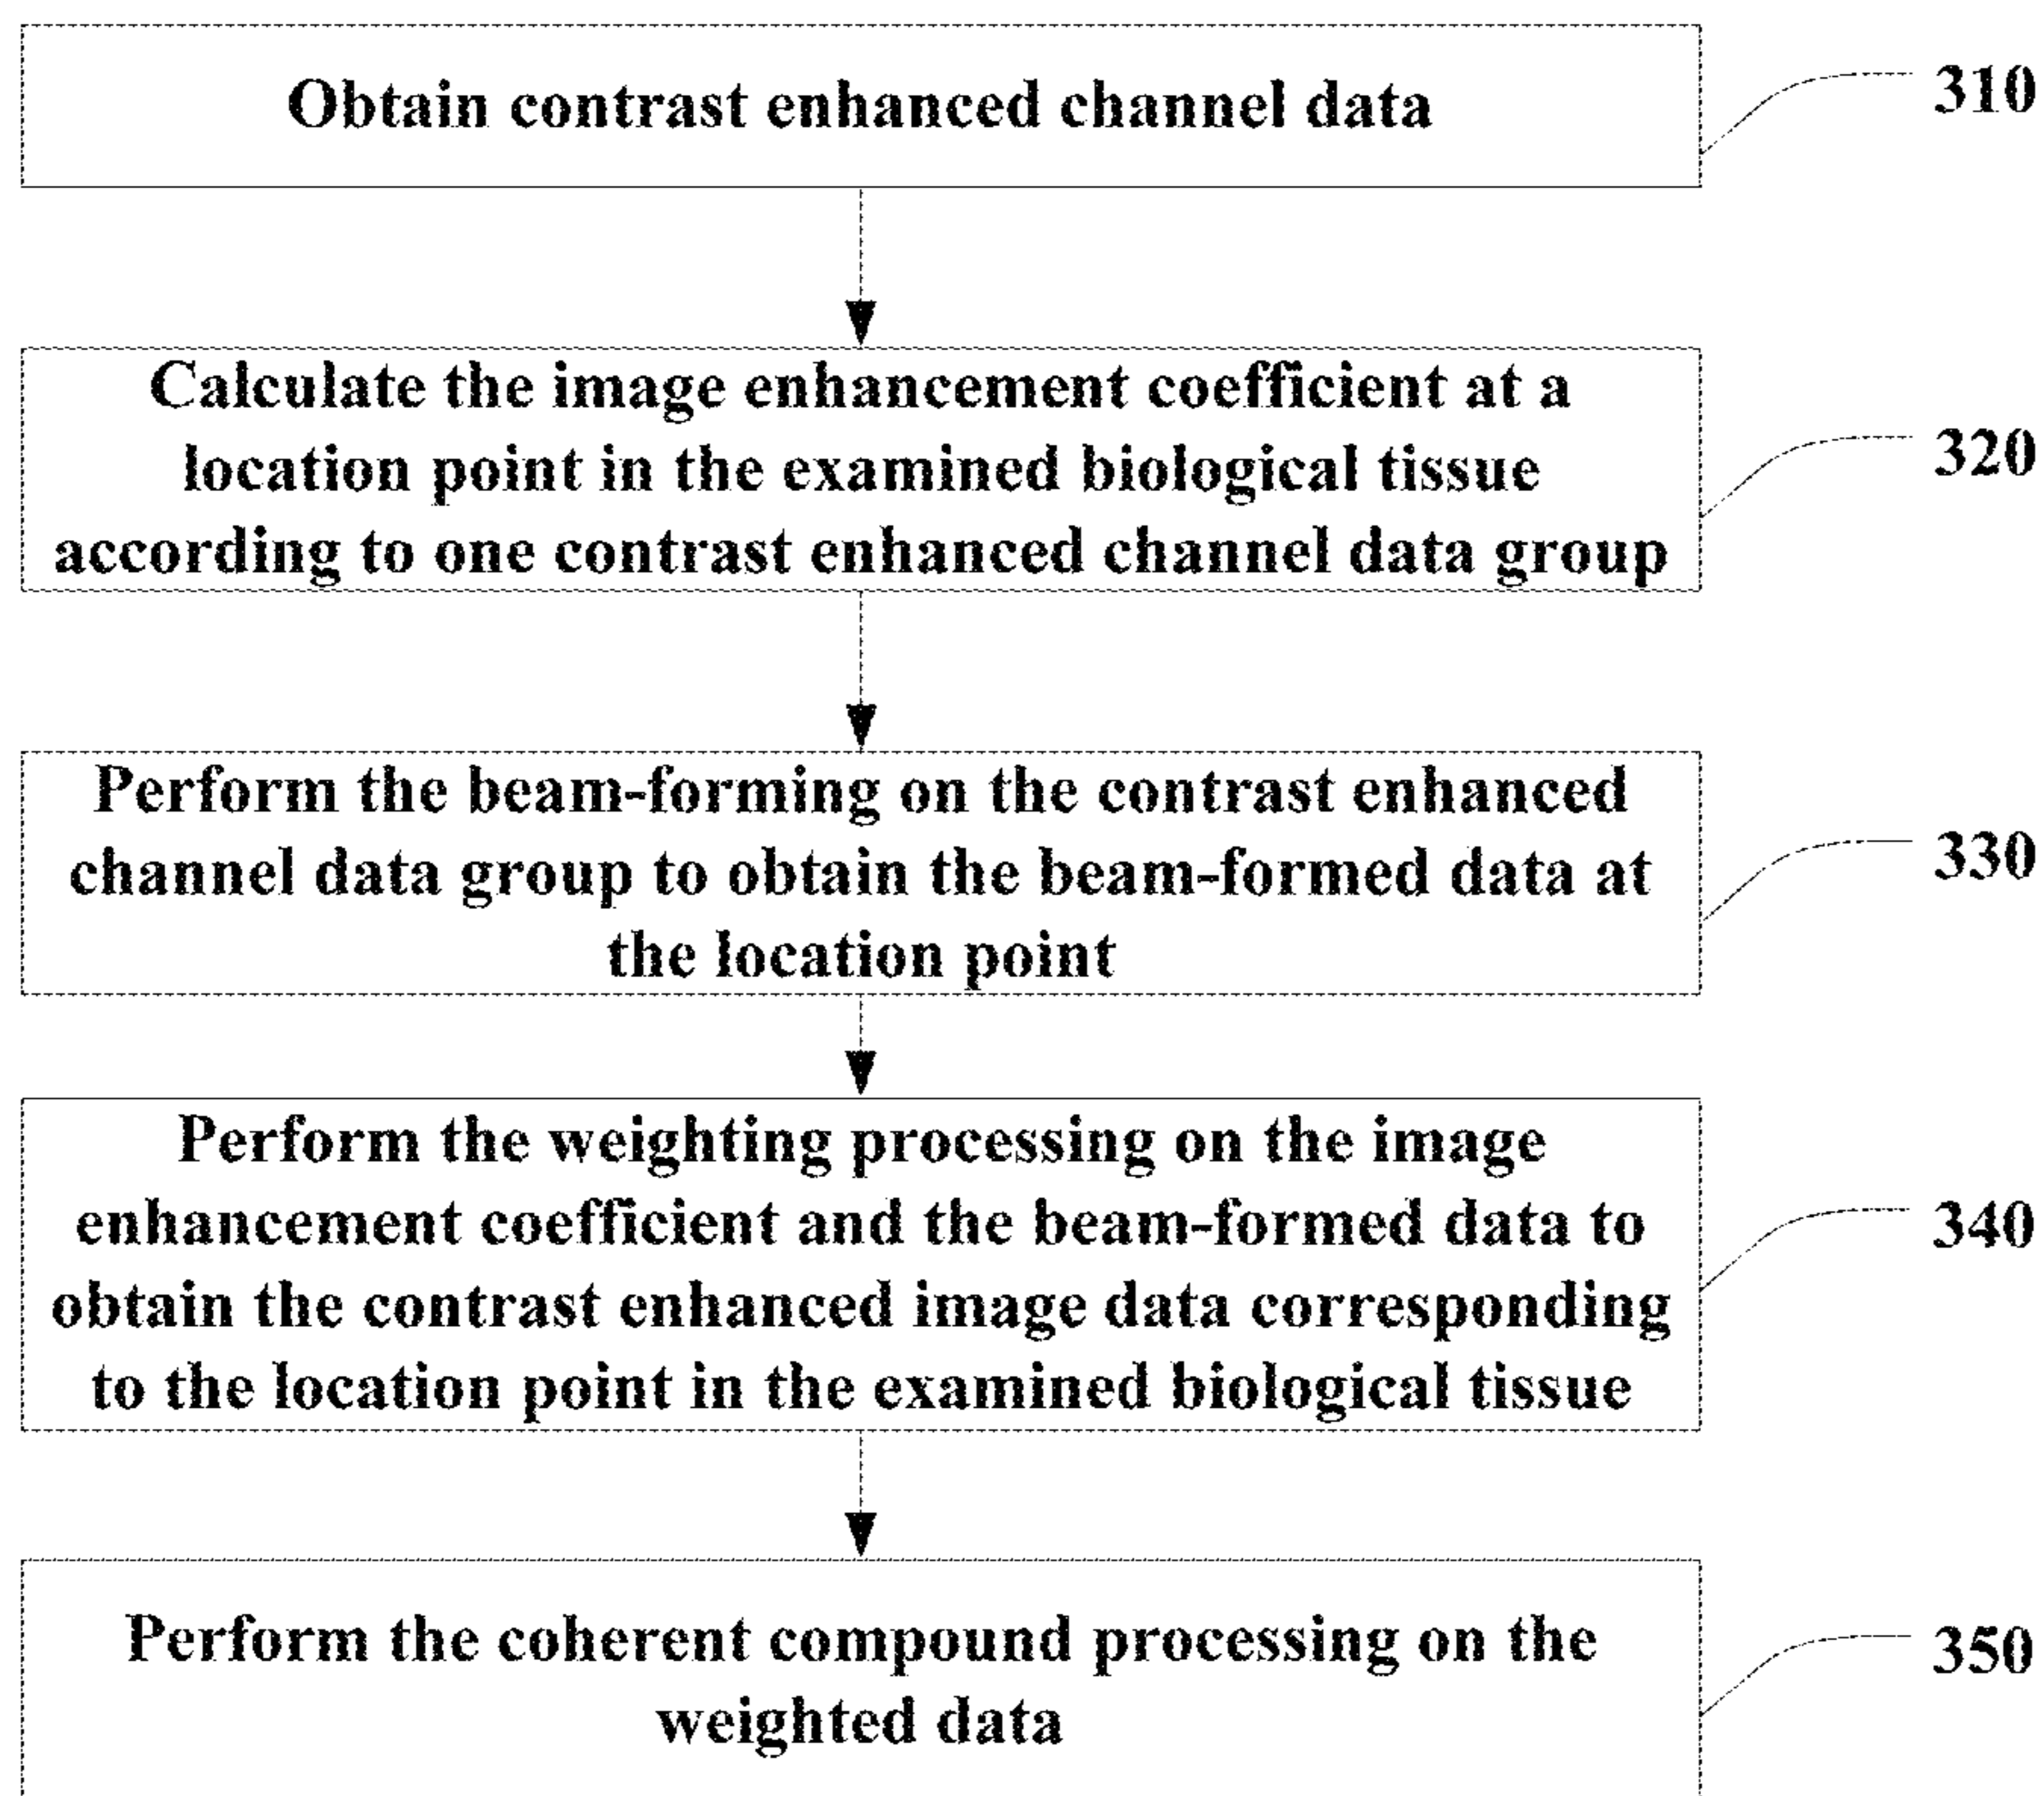 Obtain contrast enhanced channel data
310
Calculate the image enhancement coefficient at a
location point in the examined biological tissue
according to one contrast enhanced channel data group
320
Perform the beam-forming on the contrast enhanced
channel data group to obtain the beam-formed data at
the location point
330
Perform the weighting processing on the image
enhancement coefficient and the beam-formed data to
obtain the contrast enhanced image data corresponding
to the location point in the examined biological tissue
340
Perform the coherent compound processing on the
weighted data
350